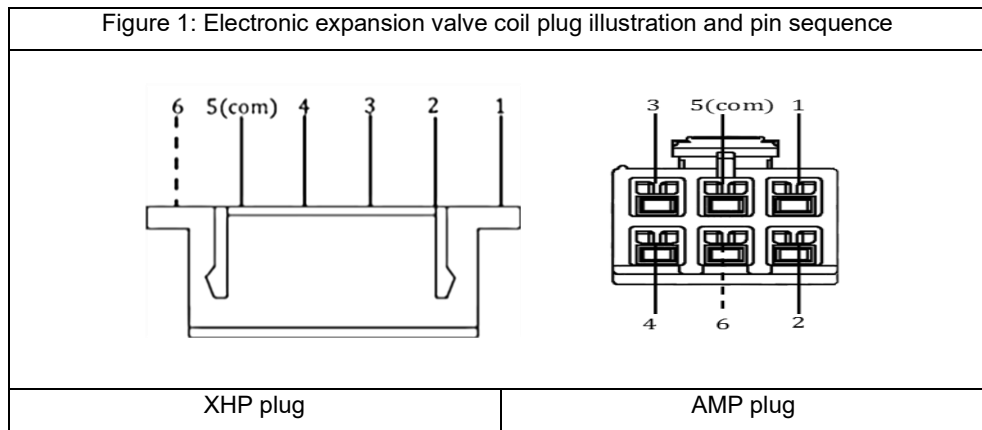 Figure 1: Electronic expansion valve coil plug illustration and pin sequence
6 5(com) 4 3 2 1
3 5(com) 1
4 6 2
XHP plug
AMP plug